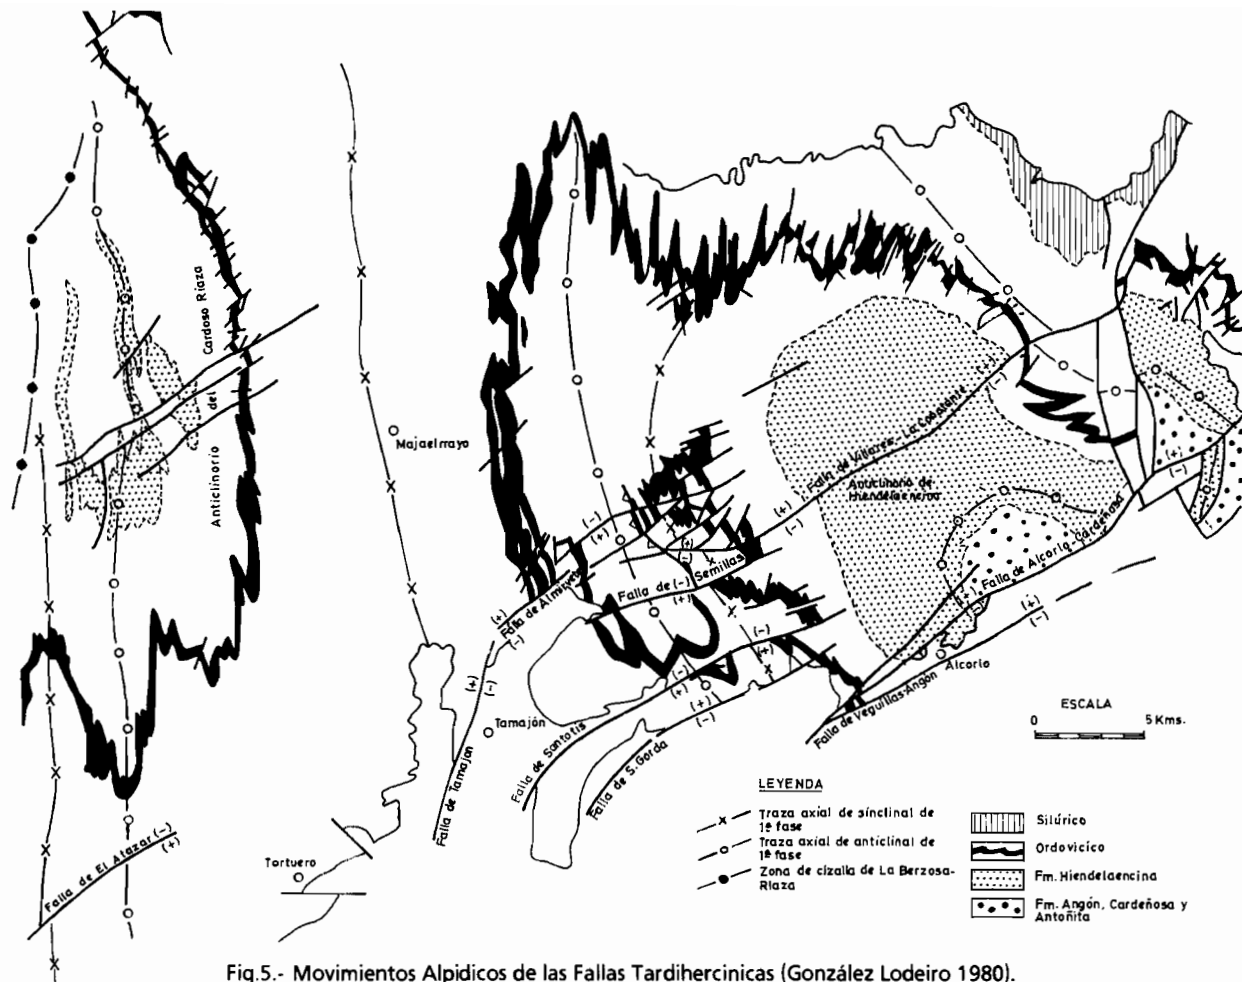 Cardoso Riaza
Anticlinorio del
Majaelrayo
Falla de Villares
La Constante
(+)
(-)
Anticlinorio de
Hiendelaencina
(+)
(-)
(-)
(+)
Falla de Almiruete
Falla de (-) Semillas
(+)
(+)
(-)
(+)
(-)
Falla de Alcorlo-Cardeñosa
(+)
(-)
(+)
(-)
Alcorlo
Falla de Veguillas-Angón
(+)
(-)
Tamajón
Falla de Tamajon
Falla de Santotis
(-)
(+)
(-)
(+)
(+)
(-)
Falla de S. Gorda
Falla de El Atazar (-)
(+)
Tortuero
ESCALA
0 5 Kms.
LEYENDA
Traza axial de sinclinal de
1ª fase
Traza axial de anticlinal de
1ª fase
Zona de cizalla de La Berzosa-
Riaza
Silúrico
Ordovicico
Fm. Hiendelaencina
Fm. Angón, Cardeñosa y
Antoñita
Fig.5.- Movimientos Alpidicos de las Fallas Tardihercinicas (González Lodeiro 1980).